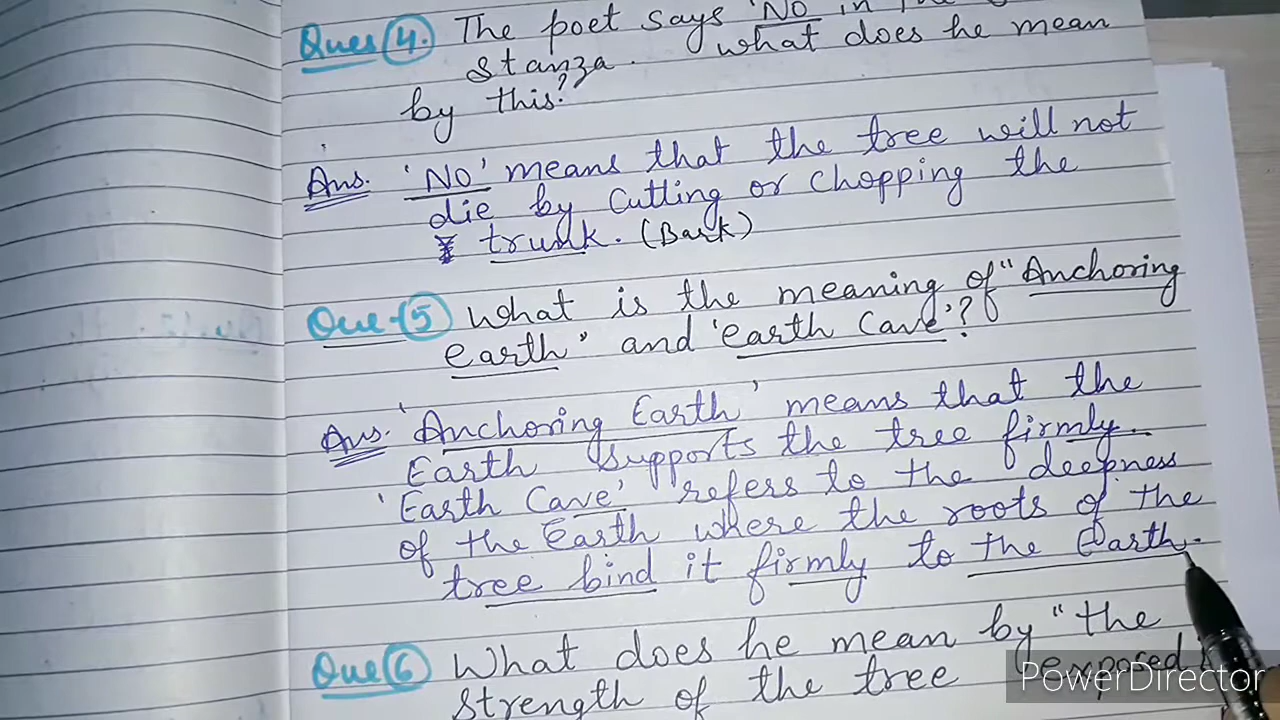 Ques (4.) The poet says 'No' in the
stanza. what does he mean
by this?
Ans. 'NO' means that the tree will not
die by cutling or chopping the
trunk. (Bark)
Que-(5) What is the meaning of "Anchoring
earth" and 'earth cave'?
Ans. 'Anchoring Earth' means that the
Earth supports the tree firmly.
'Earth Cave' refess to the deepness
of the Earth where the roots of the
tree bind it firmly to the Earth.
Que (6) What does he mean by "the
strength of the tree exposed"
PowerDirector